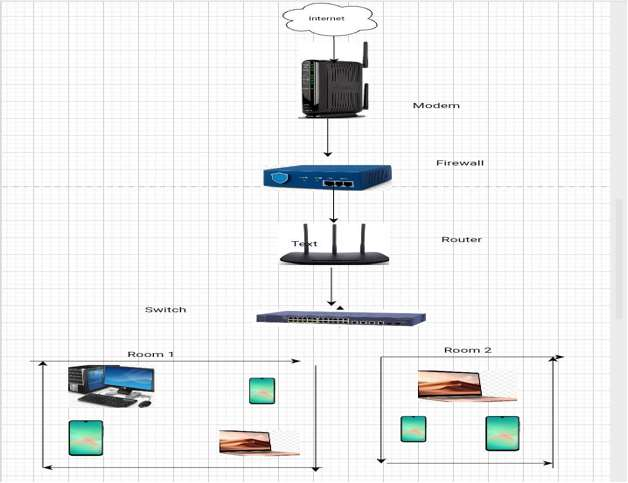 Internet
Modem
Firewall
Text
Router
Switch
Room 1
Room 2